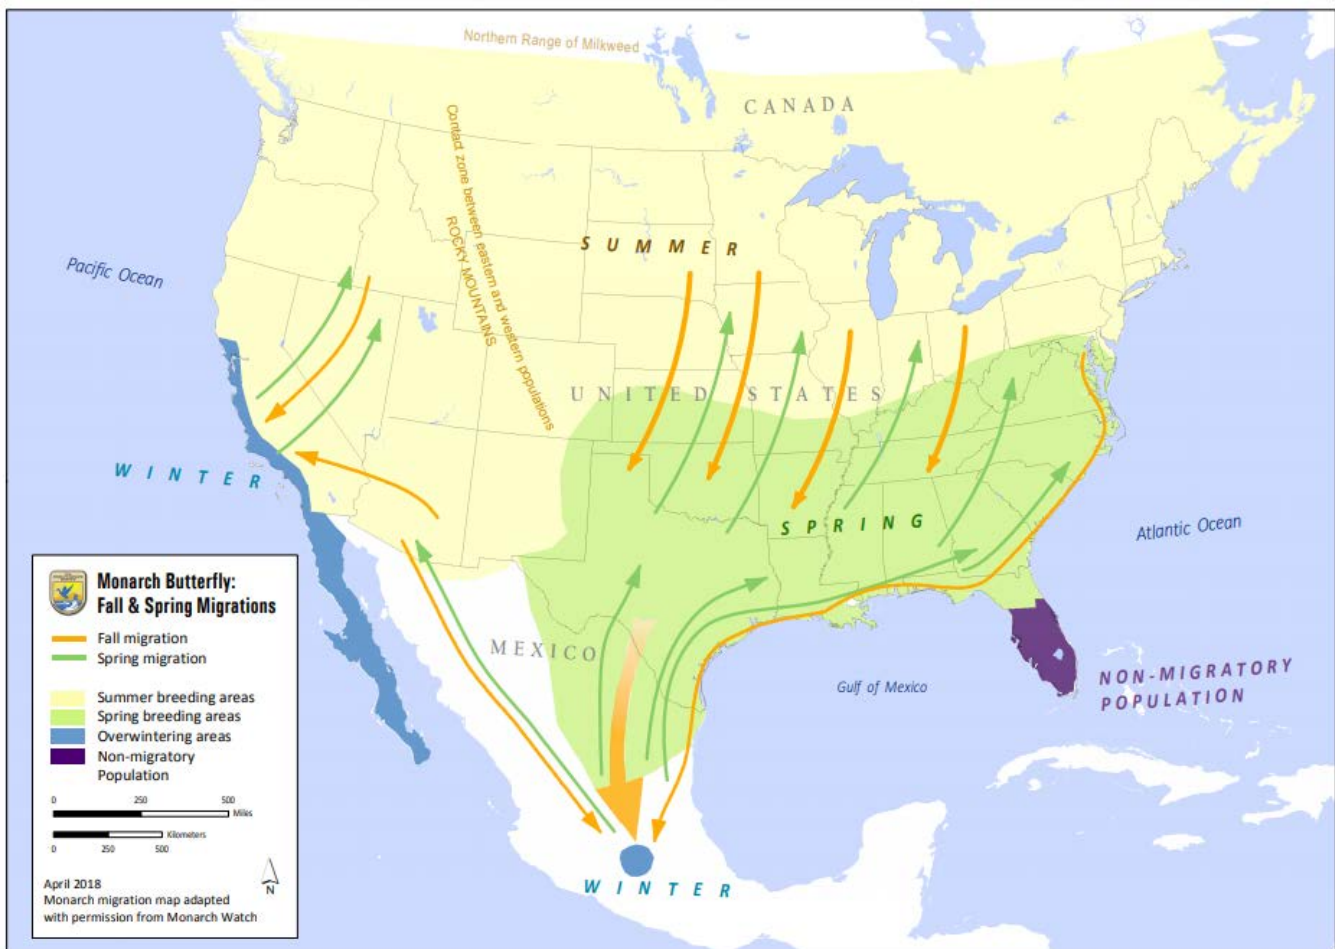 Northern Range of Milkweed
CANADA
Contact zone between eastern and western populations
ROCKY MOUNTAINS
SUMMER
Pacific Ocean
UNITED STATES
WINTER
SPRING
Atlantic Ocean
MEXICO
Gulf of Mexico
NON-MIGRATORY
POPULATION
WINTER
Monarch Butterfly:
Fall & Spring Migrations
Fall migration
Spring migration
Summer breeding areas
Spring breeding areas
Overwintering areas
Non-migratory
Population
0 250 500
Miles
Kilometers
0 250 500
N
April 2018
Monarch migration map adapted
with permission from Monarch Watch